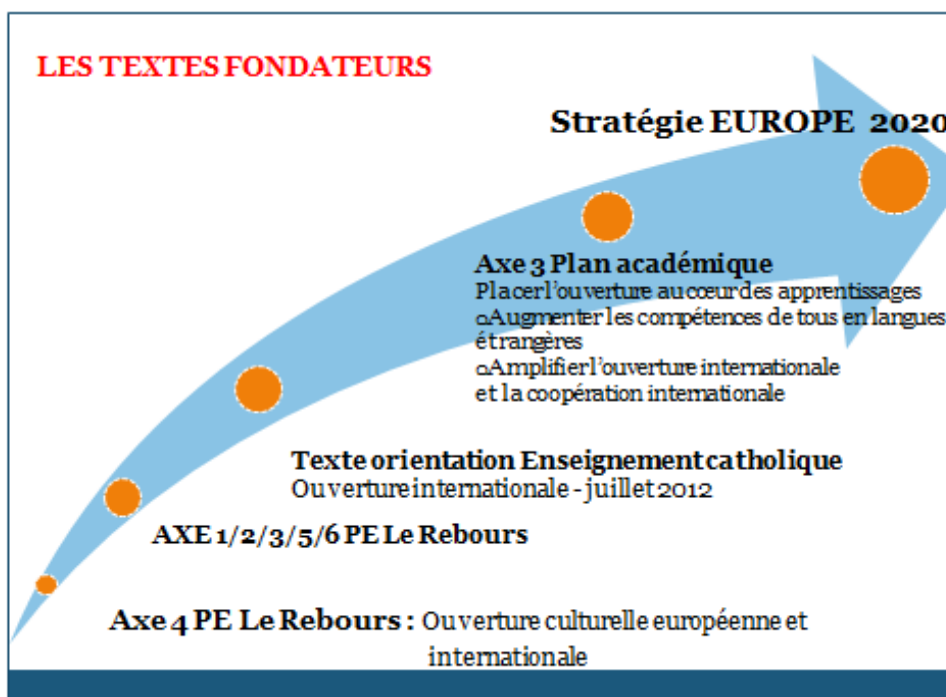 LES TEXTES FONDATEURS
Stratégie EUROPE 2020
Axe 3 Plan académique
Placer l'ouverture au cœur des apprentissages
Augmenter les compétences de tous en langues
étrangères
Amplifier l'ouverture internationale
et la coopération internationale
Texte orientation Enseignement catholique
Ouverture internationale - juillet 2012
AXE 1/2/3/5/6 PE Le Rebours
Axe 4 PE Le Rebours : Ouverture culturelle européenne et
internationale